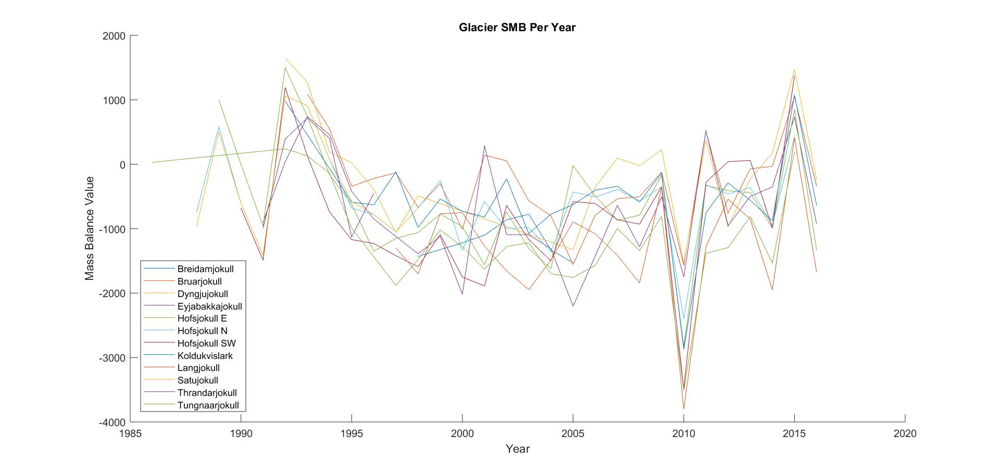 Glacier SMB Per Year
2000
1000
0
-1000
-2000
-3000
-4000
Mass Balance Value
Breidamjokull
Bruarjokull
Dyngjujokull
Eyjabakkajokull
Hofsjokull E
Hofsjokull N
Hofsjokull SW
Koldukvislark
Langjokull
Satujokull
Thrandarjokull
Tungnaarjokull
1985 1990 1995 2000 2005 2010 2015 2020
Year